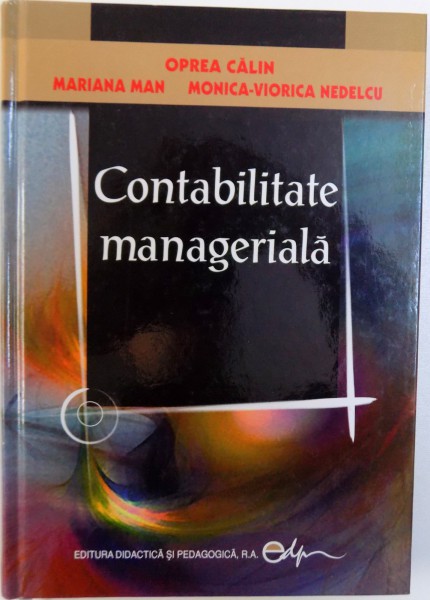 OPREA CĂLIN
MARIANA MAN MONICA-VIORICA NEDELCU
Contabilitate
managerială
EDITURA DIDACTICĂ ŞI PEDAGOGICĂ, R.A. edp